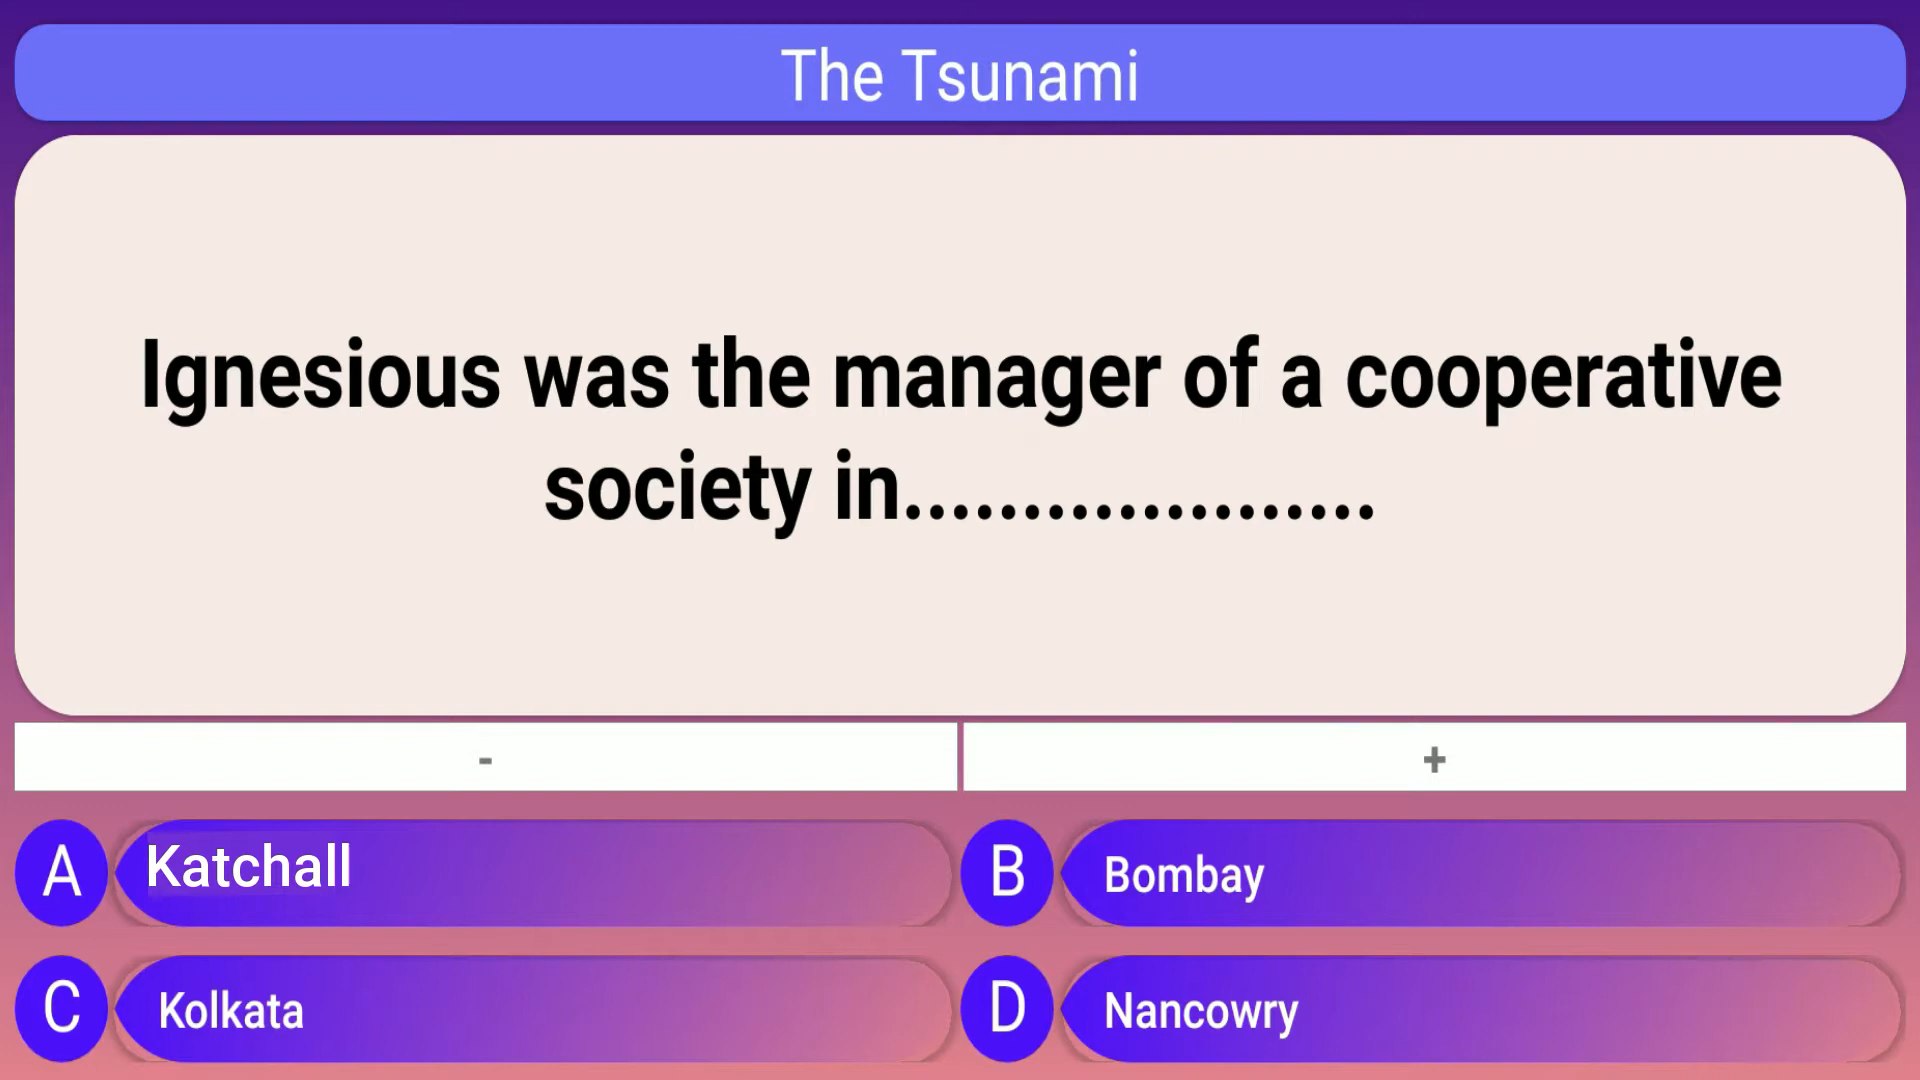 The Tsunami
Ignesious was the manager of a cooperative
society in....................
-
+
A Katchall
B Bombay
C Kolkata
D Nancowry